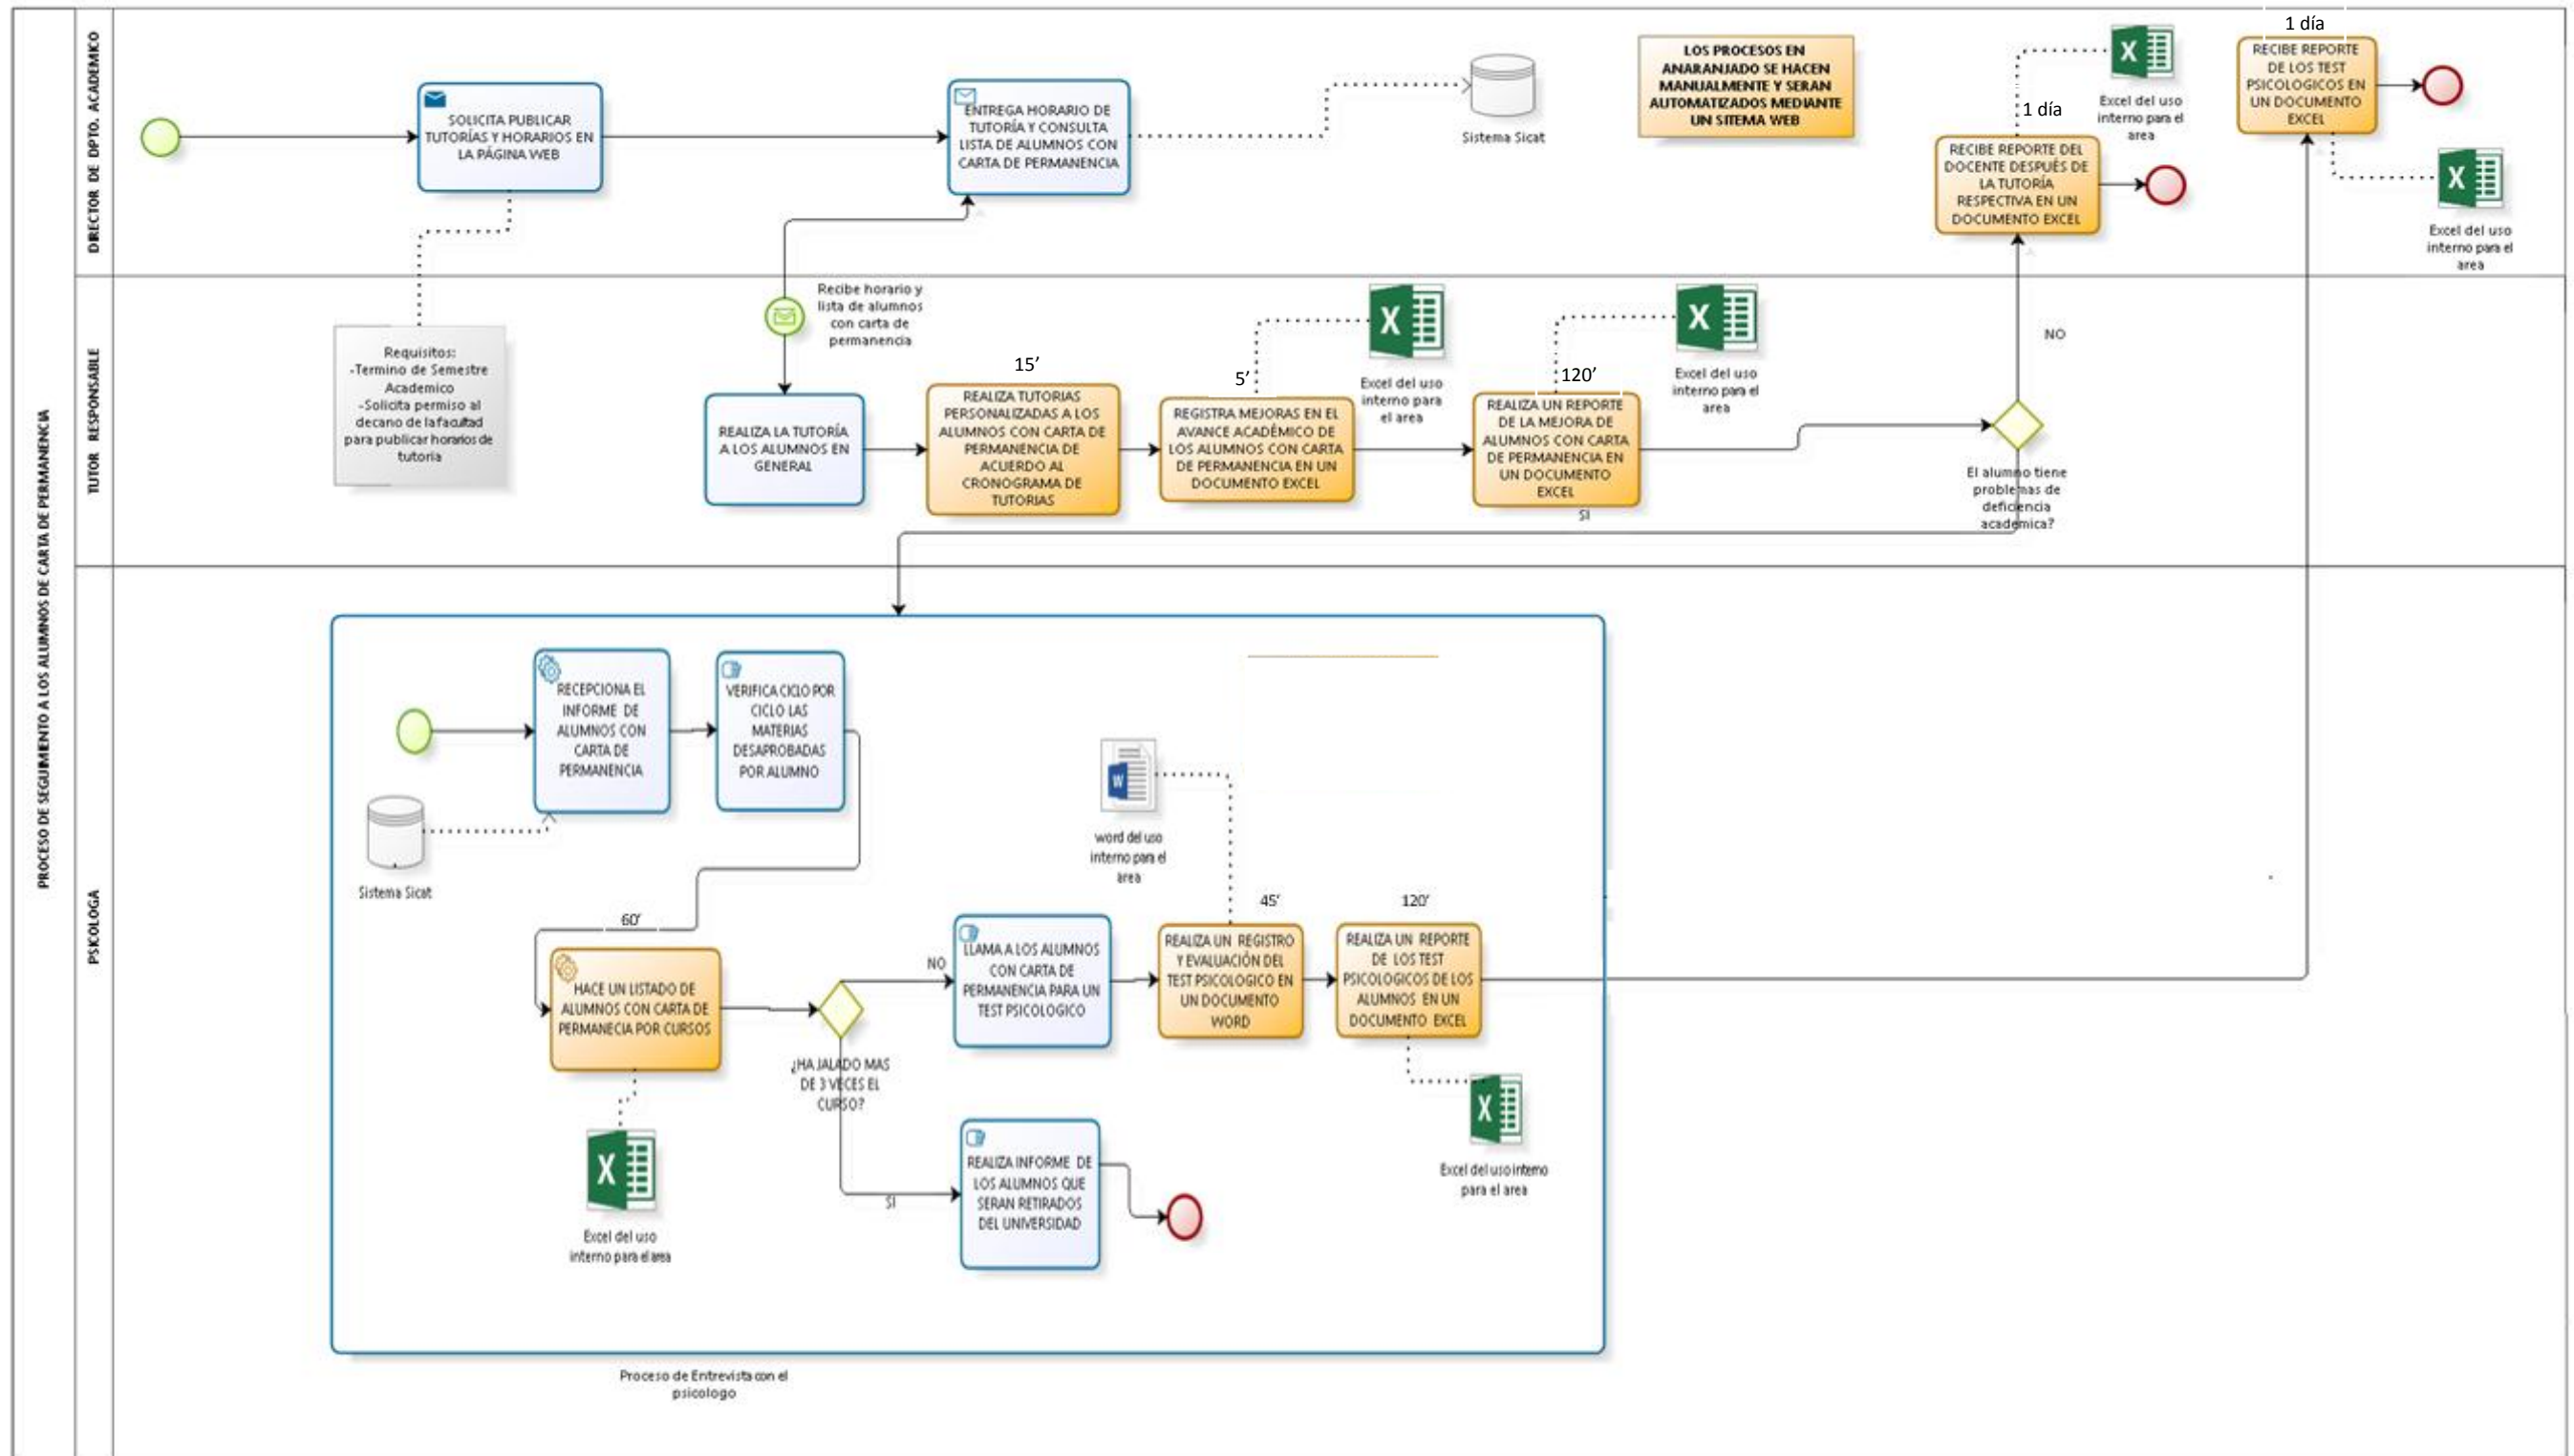 PROCESO DE SEGUIMIENTO A LOS ALUMNOS DE CARTA DE PERMANENCIA
DIRECTOR DE DPTO. ACADEMICO
SOLICITA PUBLICAR
TUTORÍAS Y HORARIOS EN
LA PÁGINA WEB
ENTREGA HORARIO DE
TUTORÍA Y CONSULTA
LISTA DE ALUMNOS CON
CARTA DE PERMANENCIA
Sistema Sicat
LOS PROCESOS EN
ANARANJADO SE HACEN
MANUALMENTE Y SERAN
AUTOMATIZADOS MEDIANTE
UN SITEMA WEB
1 día
RECIBE REPORTE DEL
DOCENTE DESPUÉS DE
LA TUTORÍA
RESPECTIVA EN UN
DOCUMENTO EXCEL
X
Excel del uso
interno para el
area
1 día
RECIBE REPORTE
DE LOS TEST
PSICOLOGICOS EN
UN DOCUMENTO
EXCEL
X
Excel del uso
interno para el
area
TUTOR RESPONSABLE
Requisitos:
-Termino de Semestre
Academico
-Solicita permiso al
decano de la facultad
para publicar horarios de
tutoria
Recibe horario y
lista de alumnos
con carta de
permanencia
REALIZA LA TUTORÍA
A LOS ALUMNOS EN
GENERAL
15’
REALIZA TUTORIAS
PERSONALIZADAS A LOS
ALUMNOS CON CARTA DE
PERMANENCIA DE
ACUERDO AL
CRONOGRAMA DE
TUTORIAS
5’
REGISTRA MEJORAS EN EL
AVANCE ACADÉMICO DE
LOS ALUMNOS CON CARTA
DE PERMANENCIA EN UN
DOCUMENTO EXCEL
X
Excel del uso
interno para
el area
120’
REALIZA UN REPORTE
DE LA MEJORA DE
ALUMNOS CON CARTA
DE PERMANENCIA EN
UN DOCUMENTO
EXCEL
X
Excel del uso
interno para el
area
NO
El alumno tiene
problemas de
deficiencia
academica?
SI
PSICOLOGA
RECEPCIONA EL
INFORME DE
ALUMNOS CON
CARTA DE
PERMANENCIA
VERIFICA CICLO POR
CICLO LAS
MATERIAS
DESAPROBADAS
POR ALUMNO
Sistema Sicat
60’
HACE UN LISTADO DE
ALUMNOS CON CARTA DE
PERMANECIA POR CURSOS
X
Excel del uso
interno para el area
¿HA JALADO MAS
DE 3 VECES EL
CURSO?
NO
LLAMA A LOS ALUMNOS
CON CARTA DE
PERMANENCIA PARA UN
TEST PSICOLOGICO
W
word del uso
interno para el
area
45’
REALIZA UN REGISTRO
Y EVALUACIÓN DEL
TEST PSICOLOGICO EN
UN DOCUMENTO
WORD
120’
REALIZA UN REPORTE
DE LOS TEST
PSICOLOGICOS DE LOS
ALUMNOS EN UN
DOCUMENTO EXCEL
X
Excel del uso interno
para el area
SI
REALIZA INFORME DE
LOS ALUMNOS QUE
SERAN RETIRADOS
DEL UNIVERSIDAD
Proceso de Entrevista con el
psicologo